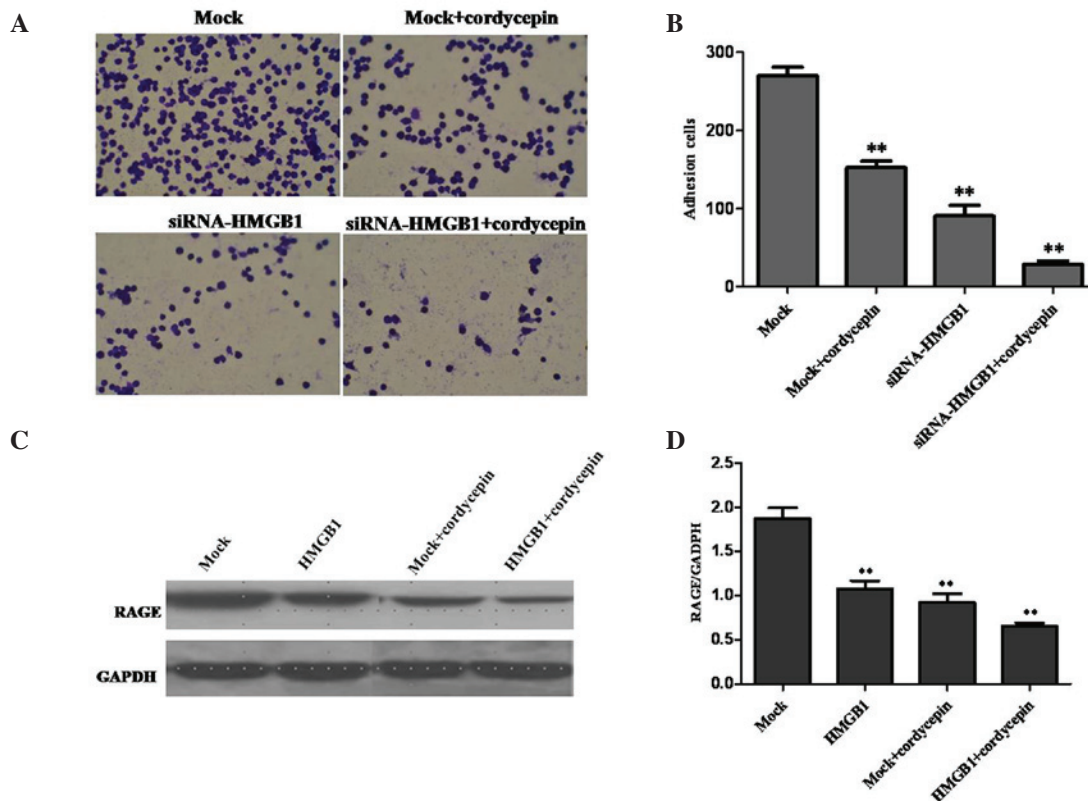 A
Mock
Mock+cordycepin
siRNA-HMGB1
siRNA-HMGB1+cordycepin
B
300
200
100
0
Adhesion cells
**
**
**
Mock
Mock+cordycepin
siRNA-HMGB1
siRNA-HMGB1+cordycepin
C
Mock
HMGB1
Mock+cordycepin
HMGB1+cordycepin
RAGE
GAPDH
D
2.5
2.0
1.5
1.0
0.5
0.0
RAGE/GADPH
**
**
**
Mock
HMGB1
Mock+cordycepin
HMGB1+cordycepin